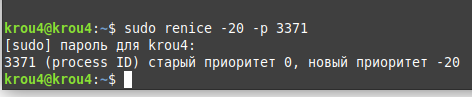 krou4@krou4:~$ sudo renice -20 -p 3371
[sudo] пароль для krou4:
3371 (process ID) старый приоритет 0, новый приоритет -20
krou4@krou4:~$